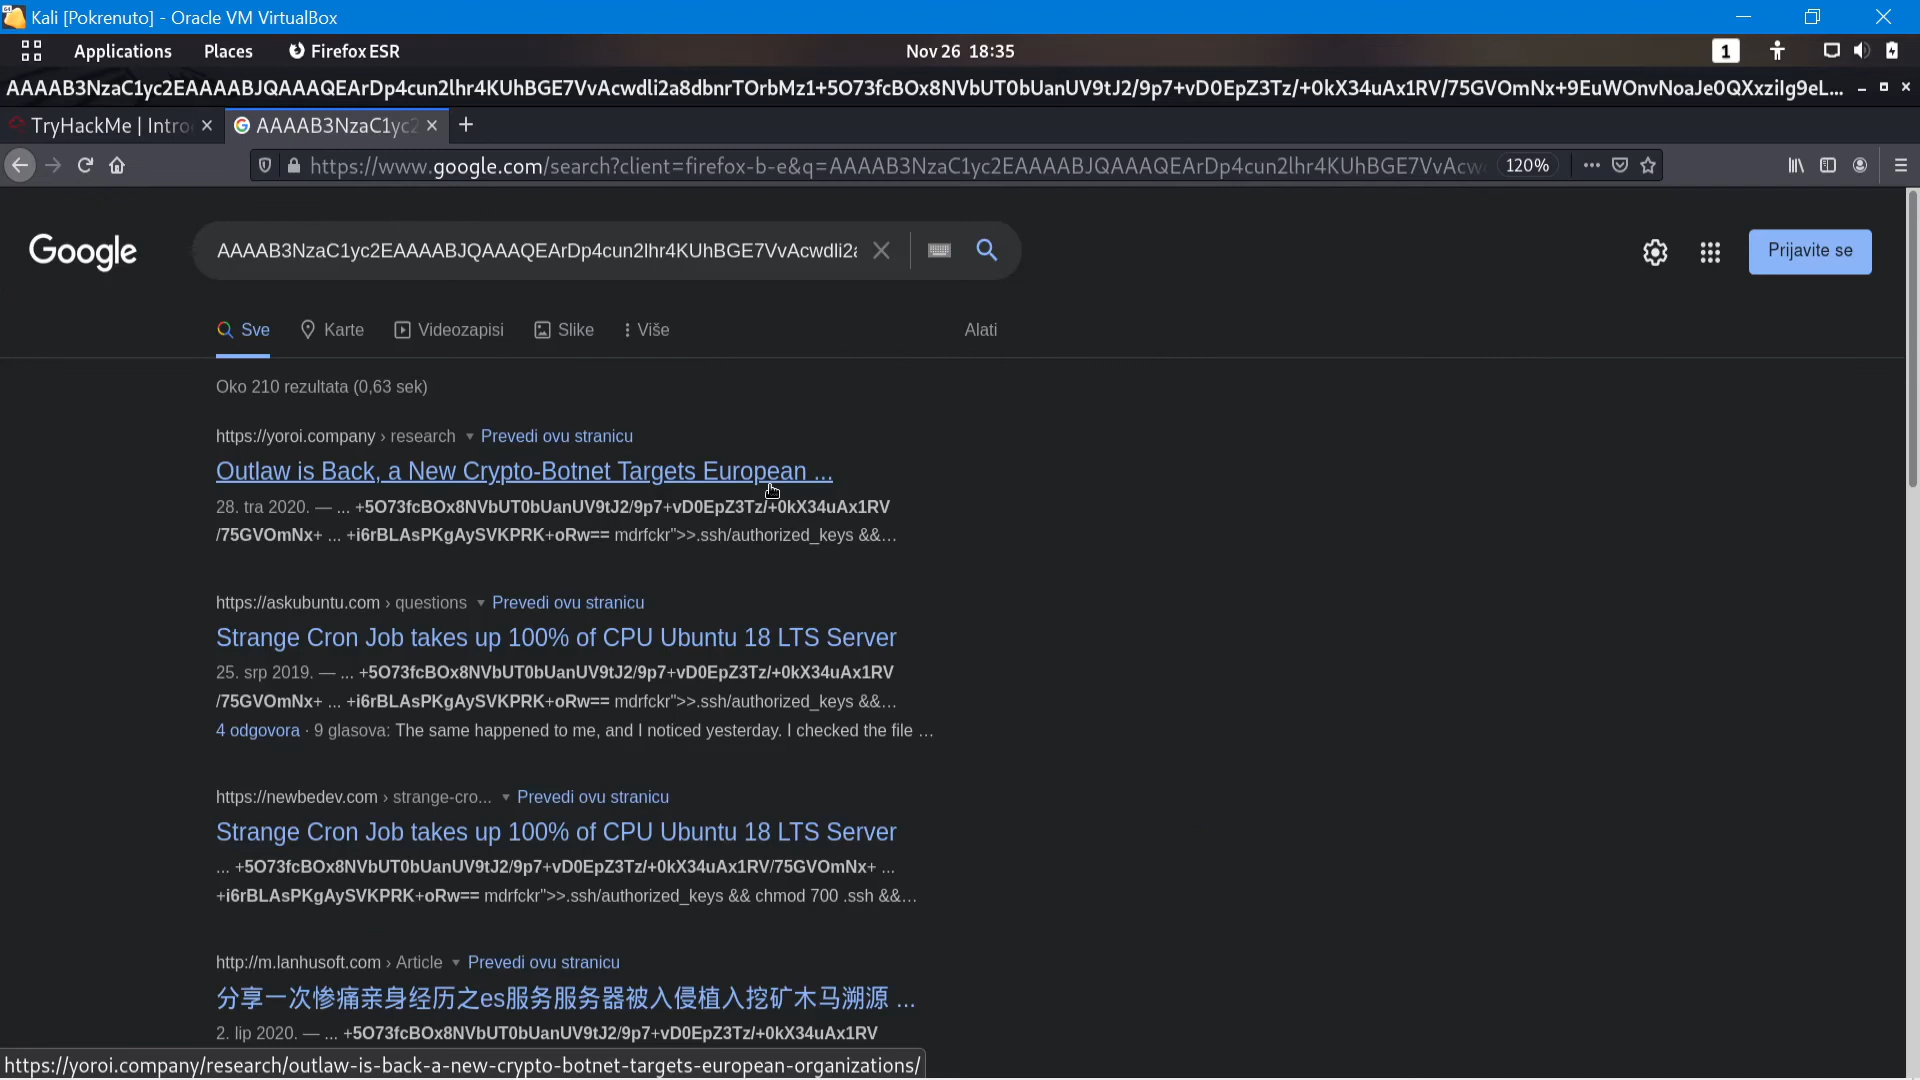 Kali [Pokrenuto] - Oracle VM VirtualBox
Applications Places Firefox ESR Nov 26 18:35 1
AAAAB3NzaC1yc2EAAAABJQAAAQEArDp4cun2lhr4KUhBGE7VvAcwdli2a8dbnrTOrbMz1+5O73fcBOx8NVbUT0bUanUV9tJ2/9p7+vD0EpZ3Tz/+0kX34uAx1RV/75GVOmNx+9EuWOnvNoaJe0QXxziIg9eL...
TryHackMe | Intro AAAAB3NzaC1yc2
https://www.google.com/search?client=firefox-b-e&q=AAAAB3NzaC1yc2EAAAABJQAAAQEArDp4cun2lhr4KUhBGE7VvAcw 120%
Google AAAAB3NzaC1yc2EAAAABJQAAAQEArDp4cun2lhr4KUhBGE7VvAcwdli2a Prijavite se
Sve Karte Videozapisi Slike Više Alati
Oko 210 rezultata (0,63 sek)
https://yoroi.company › research Prevedi ovu stranicu
Outlaw is Back, a New Crypto-Botnet Targets European ...
28. tra 2020. — ... +5O73fcBOx8NVbUT0bUanUV9tJ2/9p7+vD0EpZ3Tz/+0kX34uAx1RV
/75GVOmNx+ ... +i6rBLAsPKgAySVKPRK+oRw== mdrfckr">>.ssh/authorized_keys &&...
https://askubuntu.com › questions Prevedi ovu stranicu
Strange Cron Job takes up 100% of CPU Ubuntu 18 LTS Server
25. srp 2019. — ... +5O73fcBOx8NVbUT0bUanUV9tJ2/9p7+vD0EpZ3Tz/+0kX34uAx1RV
/75GVOmNx+ ... +i6rBLAsPKgAySVKPRK+oRw== mdrfckr">>.ssh/authorized_keys &&...
4 odgovora · 9 glasova: The same happened to me, and I noticed yesterday. I checked the file ...
https://newbedev.com › strange-cro... Prevedi ovu stranicu
Strange Cron Job takes up 100% of CPU Ubuntu 18 LTS Server
... +5O73fcBOx8NVbUT0bUanUV9tJ2/9p7+vD0EpZ3Tz/+0kX34uAx1RV/75GVOmNx+ ...
+i6rBLAsPKgAySVKPRK+oRw== mdrfckr">>.ssh/authorized_keys && chmod 700 .ssh &&...
http://m.lanhusoft.com › Article Prevedi ovu stranicu
分享一次惨痛亲身经历之es服务服务器被入侵植入挖矿木马溯源 ...
2. lip 2020. — ... +5O73fcBOx8NVbUT0bUanUV9tJ2/9p7+vD0EpZ3Tz/+0kX34uAx1RV
https://yoroi.company/research/outlaw-is-back-a-new-crypto-botnet-targets-european-organizations/